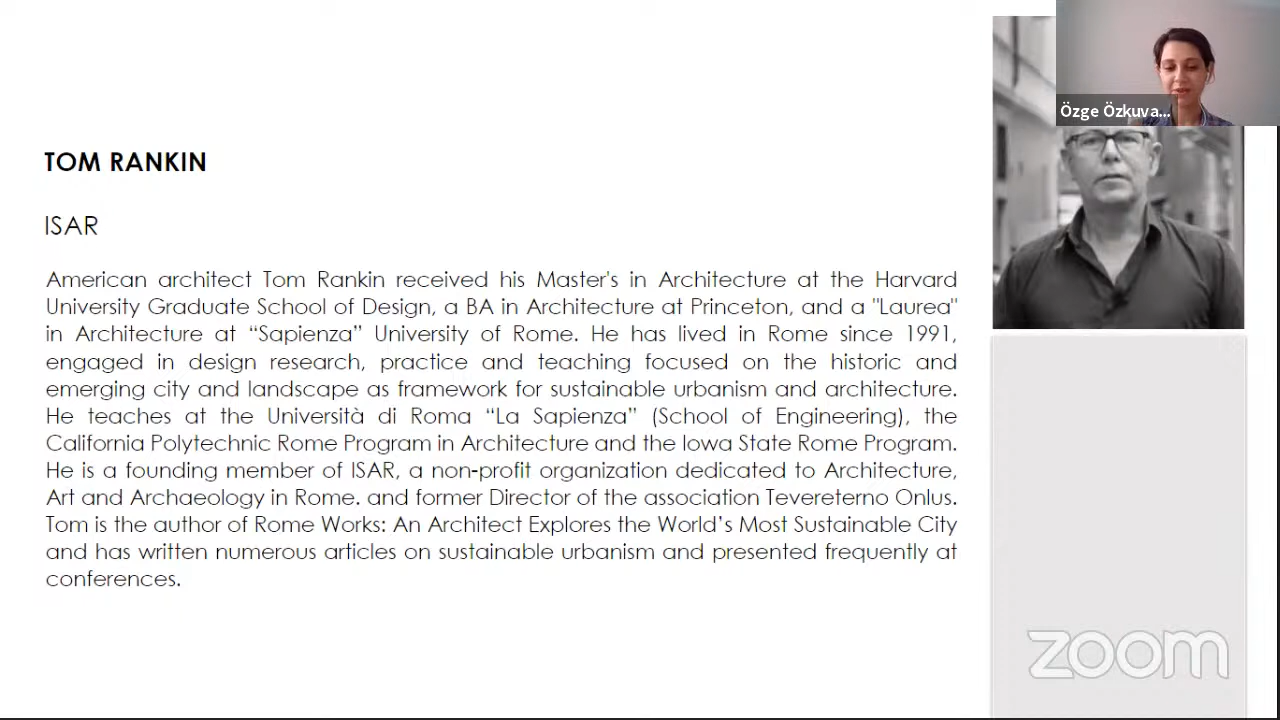 Özge Özkuva...
TOM RANKIN
ISAR
American architect Tom Rankin received his Master's in Architecture at the Harvard
University Graduate School of Design, a BA in Architecture at Princeton, and a "Laurea"
in Architecture at “Sapienza” University of Rome. He has lived in Rome since 1991,
engaged in design research, practice and teaching focused on the historic and
emerging city and landscape as framework for sustainable urbanism and architecture.
He teaches at the Università di Roma “La Sapienza” (School of Engineering), the
California Polytechnic Rome Program in Architecture and the Iowa State Rome Program.
He is a founding member of ISAR, a non-profit organization dedicated to Architecture,
Art and Archaeology in Rome. and former Director of the association Tevereterno Onlus.
Tom is the author of Rome Works: An Architect Explores the World’s Most Sustainable City
and has written numerous articles on sustainable urbanism and presented frequently at
conferences.
zoom